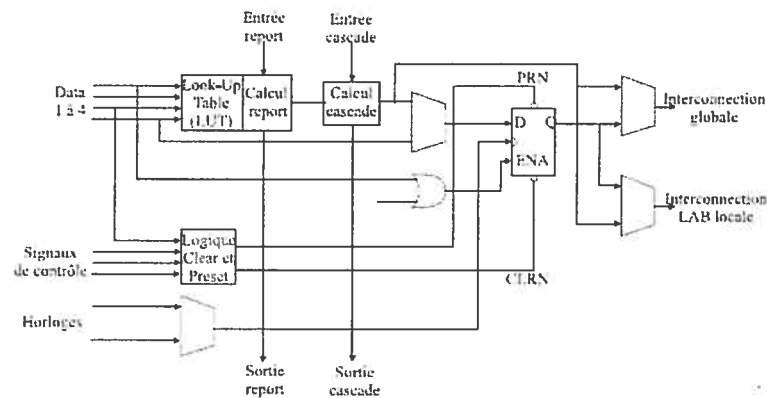 Entrée
report
Entrée
cascade
Data
1 à 4
Look-Up
Table
(LUT)
Calcul
report
Calcul
cascade
PRN
D
ENA
CLRN
Interconnection
globale
Interconnection
LAB locale
Signaux
de contrôle
Logique
Clear et
Preset
Horloges
Sortie
report
Sortie
cascade